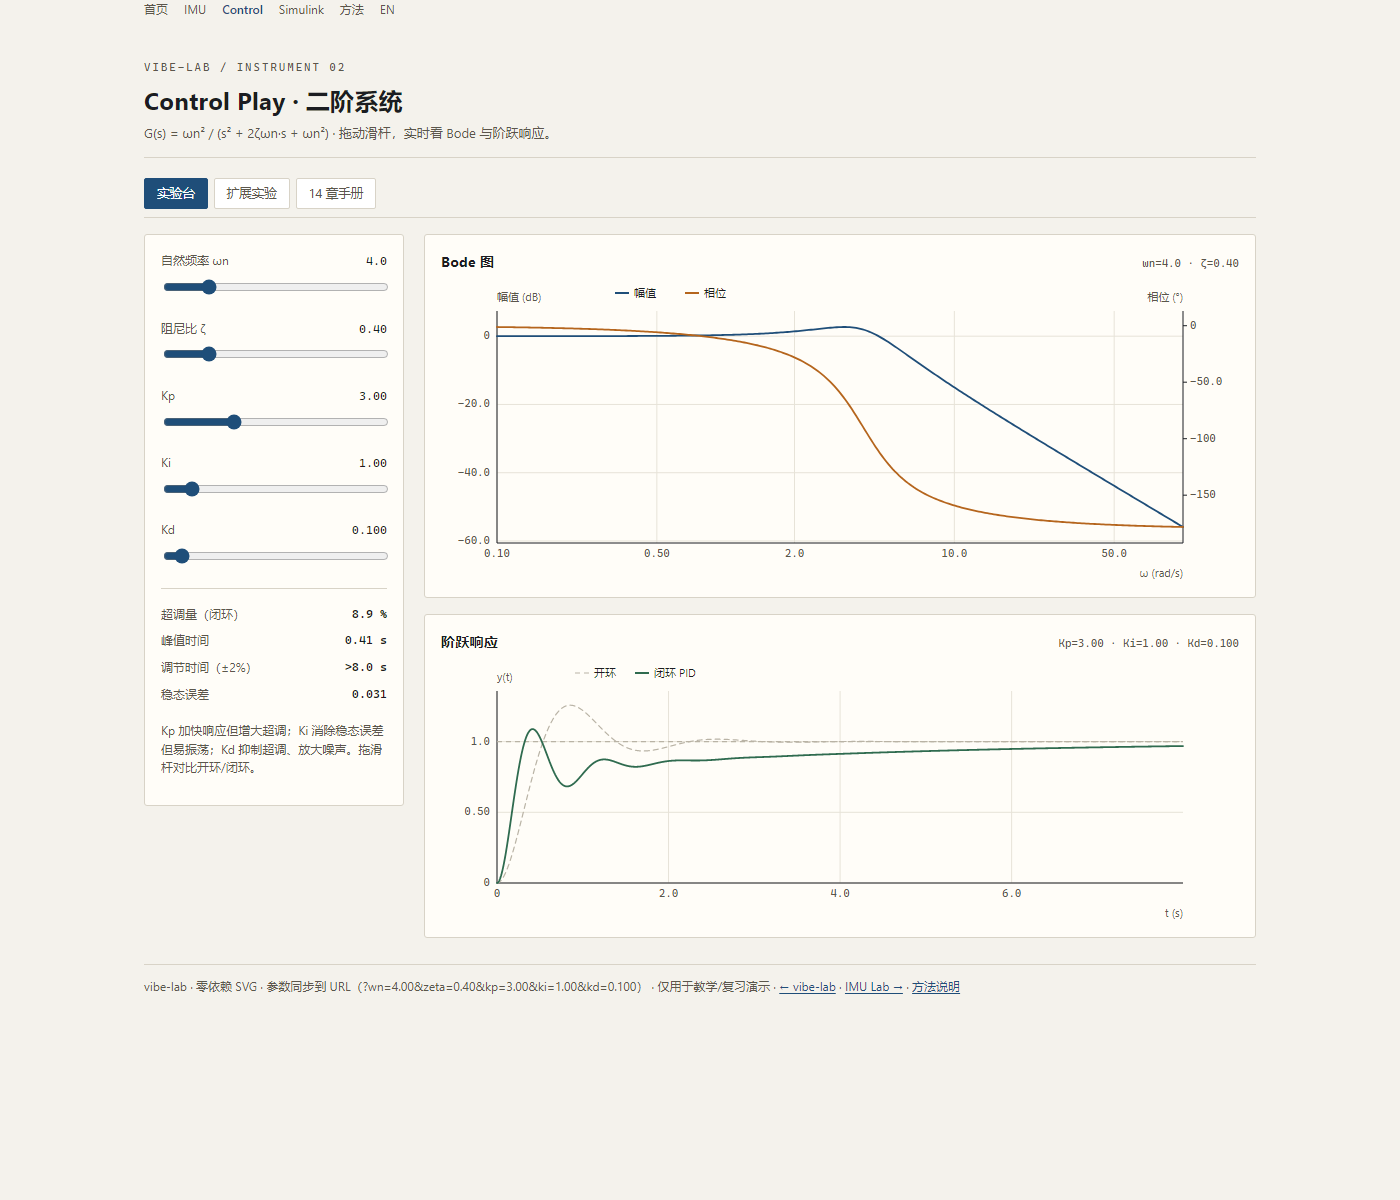 首页 IMU Control Simulink 方法 EN
VIBE-LAB / INSTRUMENT 02
Control Play · 二阶系统
G(s) = ωn² / (s² + 2ζωn·s + ωn²) · 拖动滑杆，实时看 Bode 与阶跃响应。
实验台 扩展实验 14 章手册
自然频率 ωn 4.0
阻尼比 ζ 0.40
Kp 3.00
Ki 1.00
Kd 0.100
超调量（闭环） 8.9 %
峰值时间 0.41 s
调节时间（±2%） >8.0 s
稳态误差 0.031
Kp 加快响应但增大超调；Ki 消除稳态误差
但易振荡；Kd 抑制超调、放大噪声。拖滑
杆对比开环/闭环。
Bode 图 ωn=4.0 · ζ=0.40
幅值 (dB) 幅值 相位 相位 (°)
0
−20.0
−40.0
−60.0
0
−50.0
−100
−150
0.10 0.50 2.0 10.0 50.0
ω (rad/s)
阶跃响应 Kp=3.00 · Ki=1.00 · Kd=0.100
y(t) 开环 闭环 PID
1.0
0.50
0
0 2.0 4.0 6.0
t (s)
vibe-lab · 零依赖 SVG · 参数同步到 URL（?wn=4.00&zeta=0.40&kp=3.00&ki=1.00&kd=0.100） · 仅用于教学/复习演示 · ← vibe-lab · IMU Lab → · 方法说明